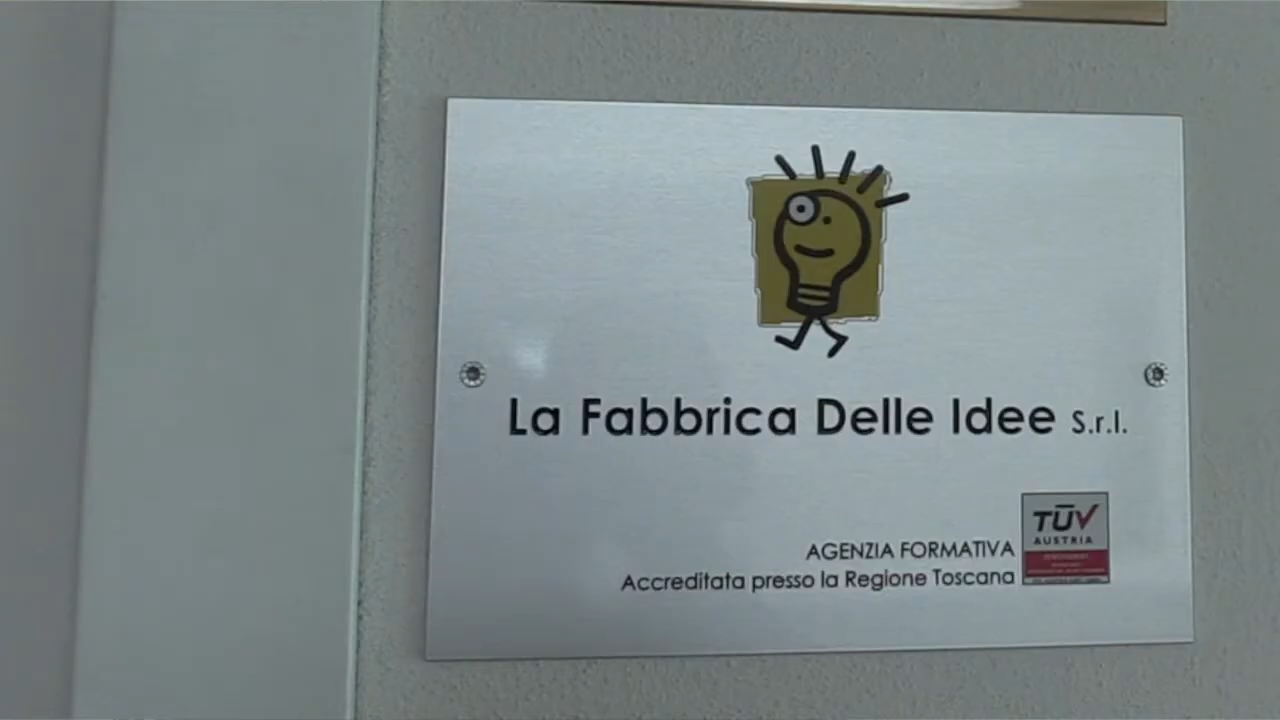 La Fabbrica Delle Idee S.r.l.
AGENZIA FORMATIVA
Accreditata presso la Regione Toscana
TÜV
AUSTRIA